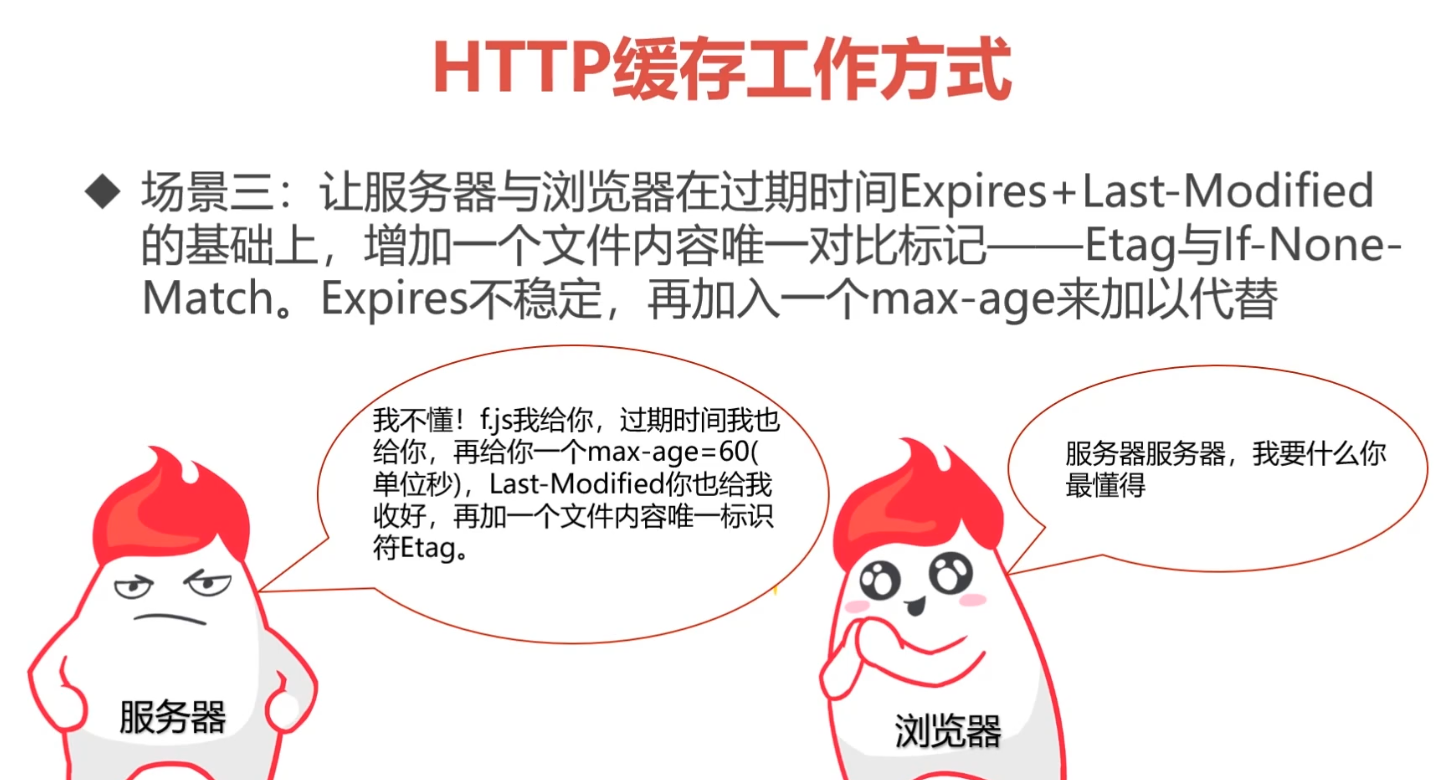 HTTP缓存工作方式
◆ 场景三：让服务器与浏览器在过期时间Expires+Last-Modified
的基础上，增加一个文件内容唯一对比标记——Etag与If-None-
Match。Expires不稳定，再加入一个max-age来加以代替
我不懂！f.js我给你，过期时间我也
给你，再给你一个max-age=60(
单位秒)，Last-Modified你也给我
收好，再加一个文件内容唯一标识
符Etag。
服务器服务器，我要什么你
最懂得
服务器
浏览器